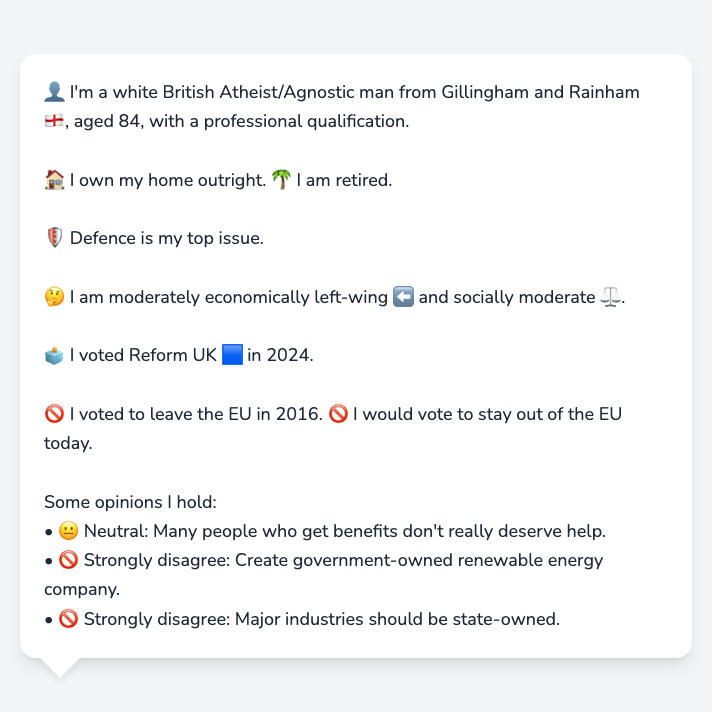 👤 I'm a white British Atheist/Agnostic man from Gillingham and Rainham
🏴󠁧󠁢󠁥󠁮󠁧󠁿, aged 84, with a professional qualification.
🏠 I own my home outright. 🌴 I am retired.
🛡️ Defence is my top issue.
🤔 I am moderately economically left-wing ⬅️ and socially moderate ⚖️.
🗳️ I voted Reform UK 🟦 in 2024.
🚫 I voted to leave the EU in 2016. 🚫 I would vote to stay out of the EU
today.
Some opinions I hold:
• 😐 Neutral: Many people who get benefits don't really deserve help.
• 🚫 Strongly disagree: Create government-owned renewable energy
company.
• 🚫 Strongly disagree: Major industries should be state-owned.